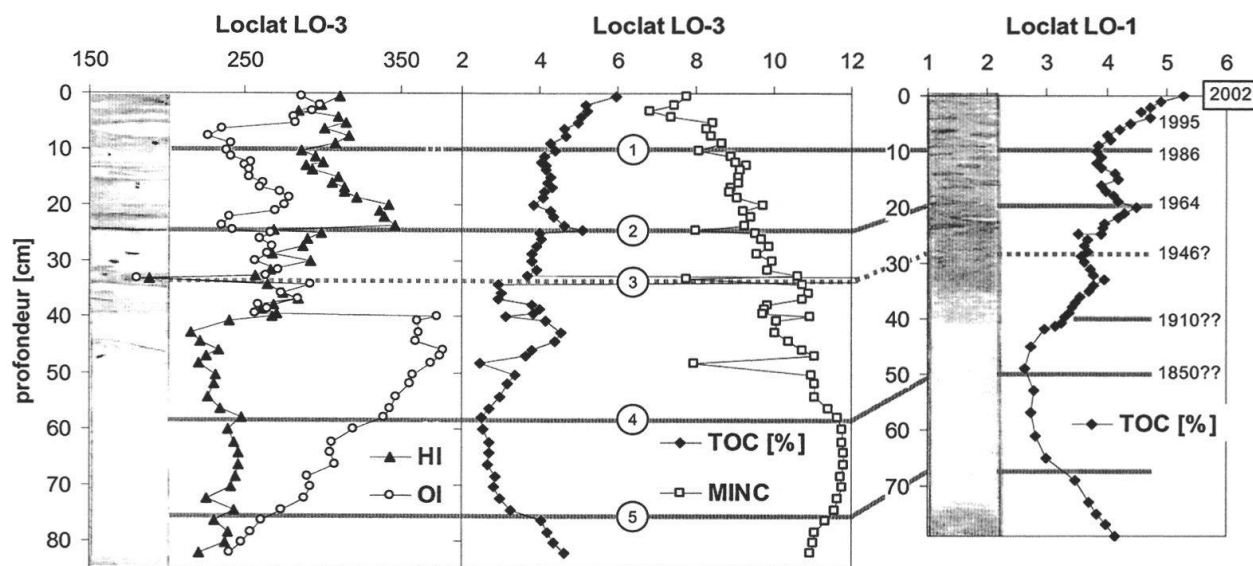 Loclat LO-3
Loclat LO-3
Loclat LO-1
150 250 350
2 4 6 8 10 12
1 2 3 4 5 6
profondeur [cm]
0
10
20
30
40
50
60
70
80
HI
OI
TOC [%]
MINC
1
2
3
4
5
0
10
20
30
40
50
60
70
TOC [%]
2002
1995
1986
1964
1946?
1910??
1850??